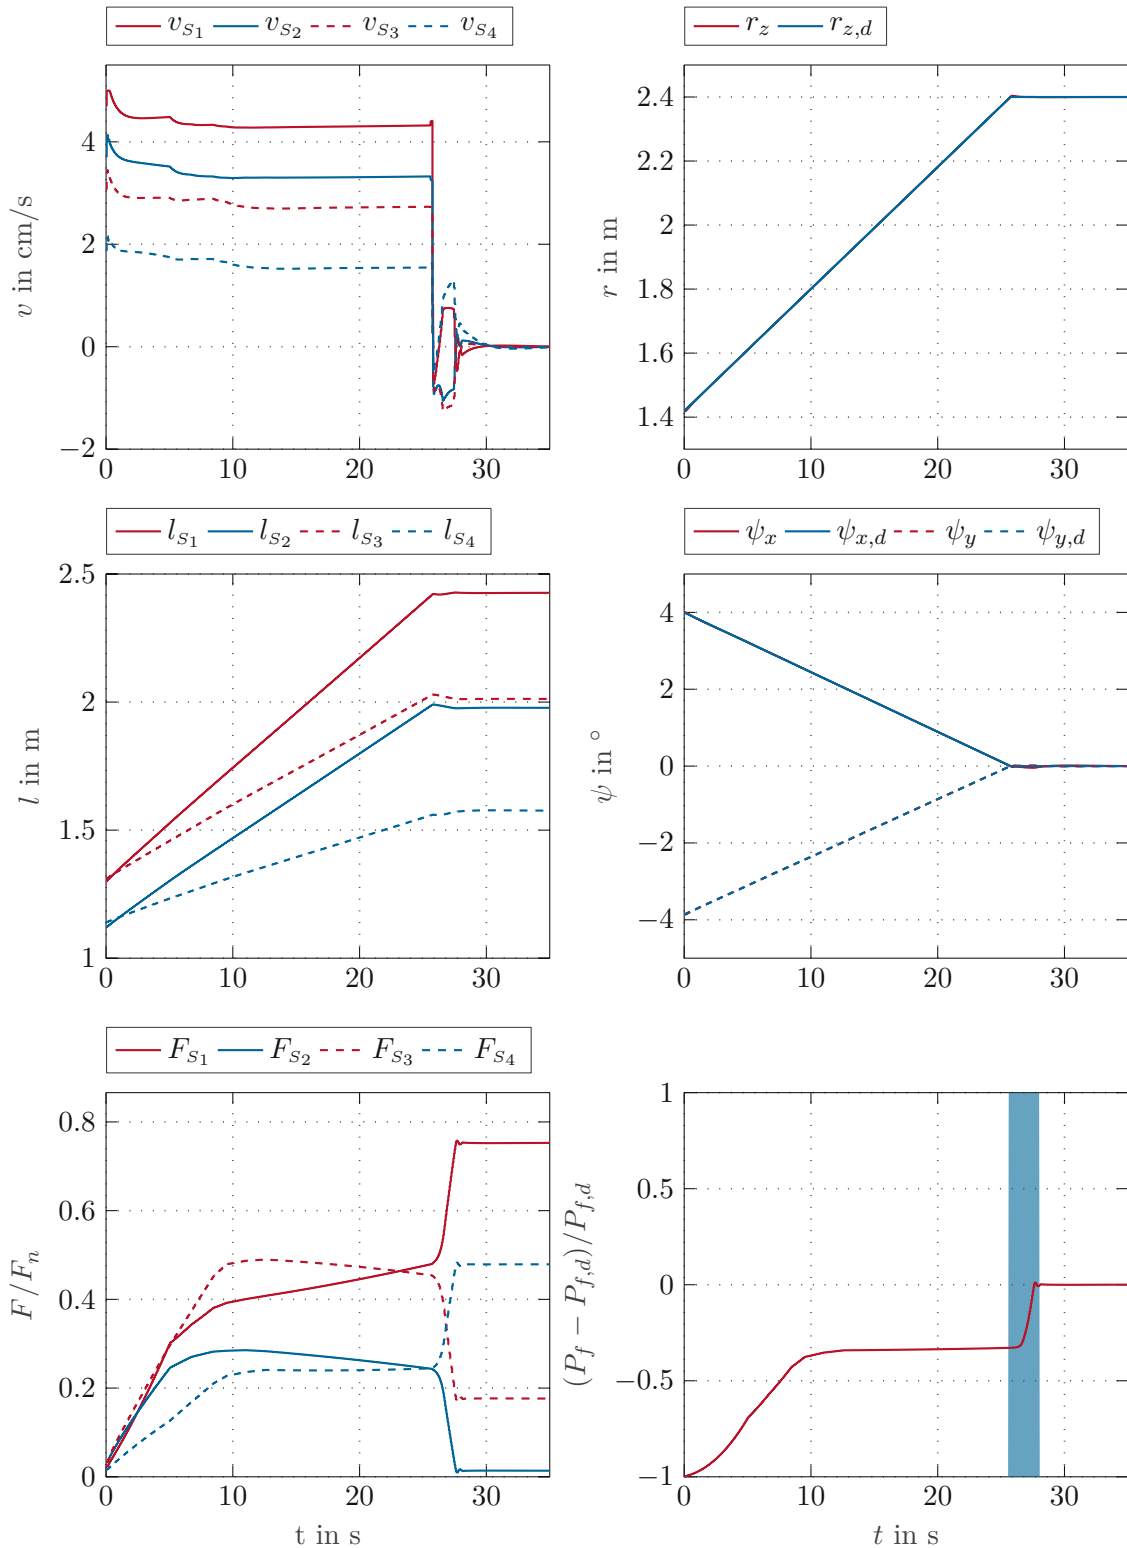 v_{S_1} v_{S_2} v_{S_3} v_{S_4}
4
2
0
−2
0 10 20 30
v in cm/s
r_z r_{z,d}
2.4
2.2
2
1.8
1.6
1.4
0 10 20 30
r in m
l_{S_1} l_{S_2} l_{S_3} l_{S_4}
2.5
2
1.5
1
0 10 20 30
l in m
ψ_x ψ_{x,d} ψ_y ψ_{y,d}
4
2
0
−2
−4
0 10 20 30
ψ in °
F_{S_1} F_{S_2} F_{S_3} F_{S_4}
0.8
0.6
0.4
0.2
0
0 10 20 30
F/F_n
t in s
1
0.5
0
−0.5
−1
0 10 20 30
(P_f − P_{f,d})/P_{f,d}
t in s